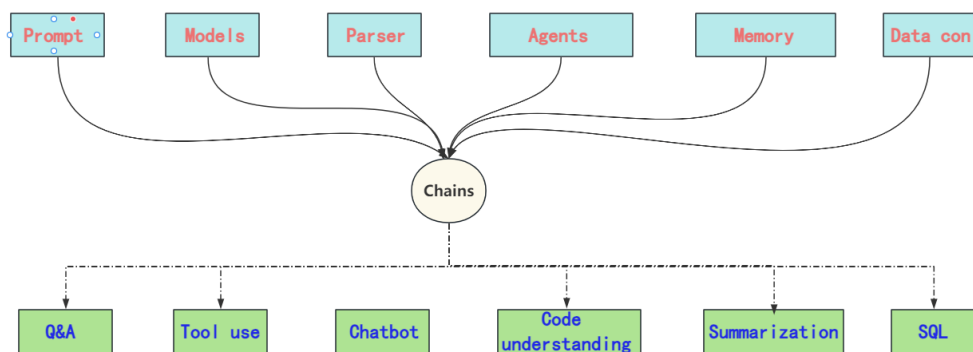 Prompt
Models
Parser
Agents
Memory
Data con
Chains
Q&A
Tool use
Chatbot
Code
understanding
Summarization
SQL